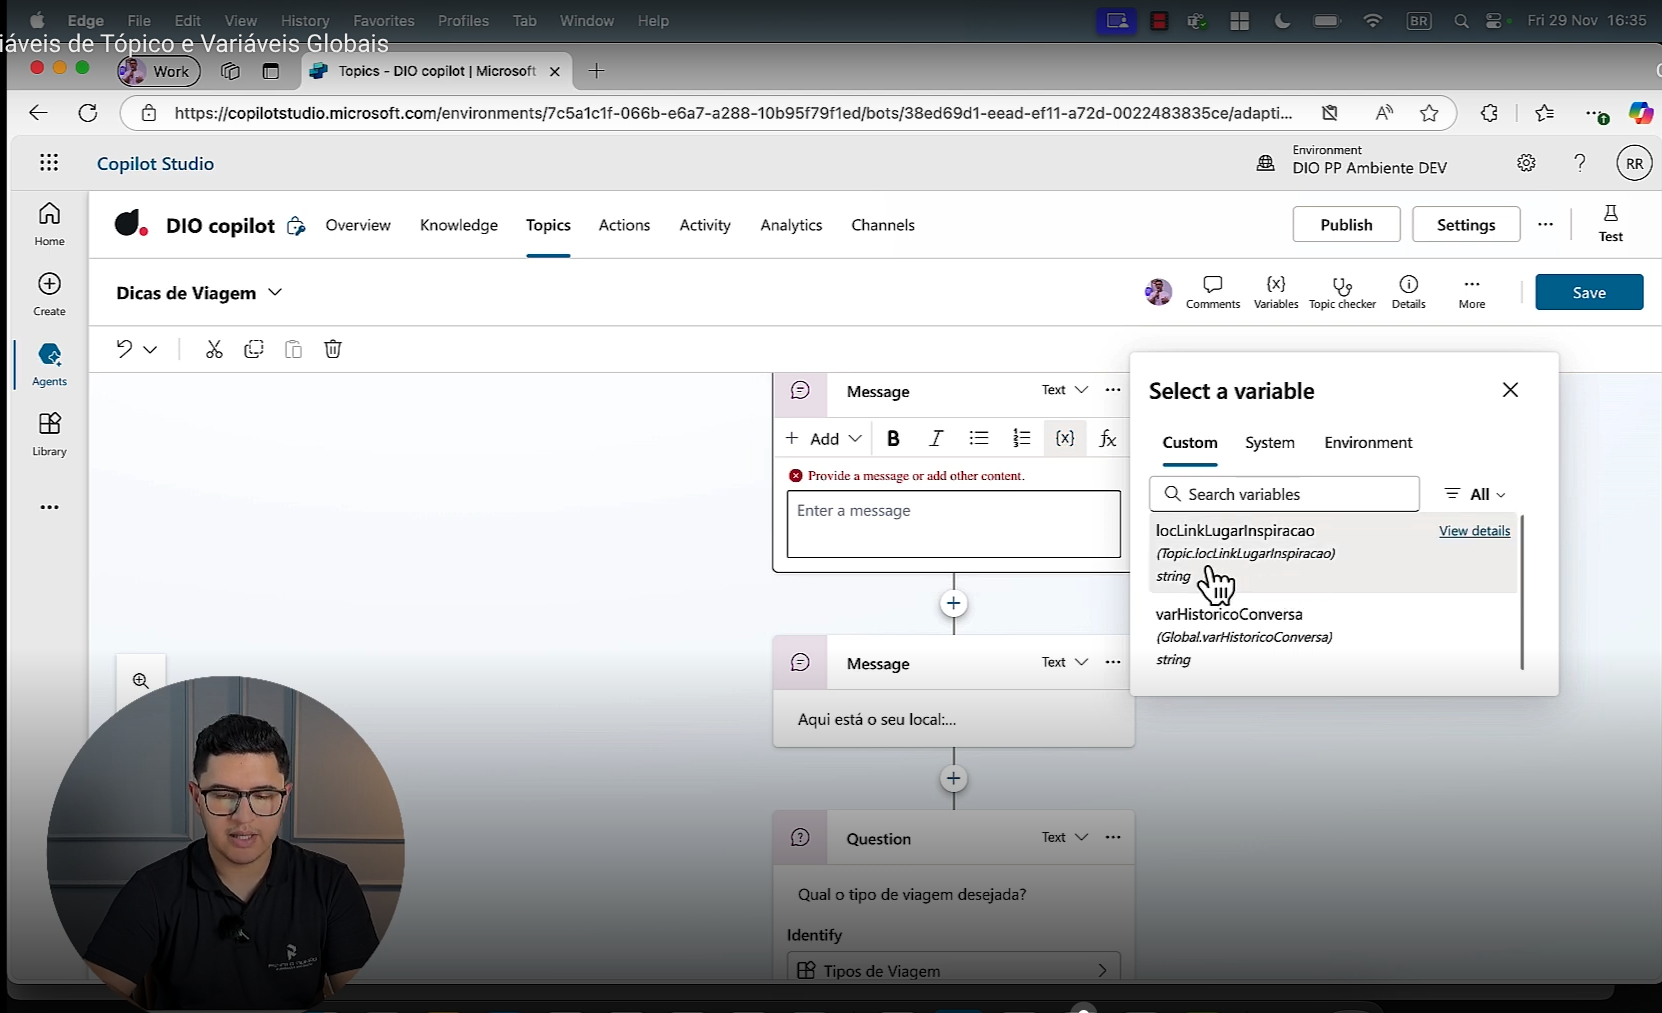 Edge File Edit View History Favorites Profiles Tab Window Help BR Fri 29 Nov 16:35
iáveis de Tópico e Variáveis Globais
Work Topics - DIO copilot | Microsoft
https://copilotstudio.microsoft.com/environments/7c5a1c1f-066b-e6a7-a288-10b95f79f1ed/bots/38ed69d1-eead-ef11-a72d-0022483835ce/adapti...
Copilot Studio
Environment
DIO PP Ambiente DEV
RR
Home
Create
Agents
Library
DIO copilot Overview Knowledge Topics Actions Activity Analytics Channels Publish Settings Test
Dicas de Viagem Comments Variables Topic checker Details More Save
Message Text
+ Add B I {x} fx
Provide a message or add other content.
Enter a message
Message Text
Aqui está o seu local:...
Question Text
Qual o tipo de viagem desejada?
Identify
Tipos de Viagem
Select a variable
Custom System Environment
Search variables All
locLinkLugarInspiracao View details
(Topic.locLinkLugarInspiracao)
string
varHistoricoConversa
(Global.varHistoricoConversa)
string